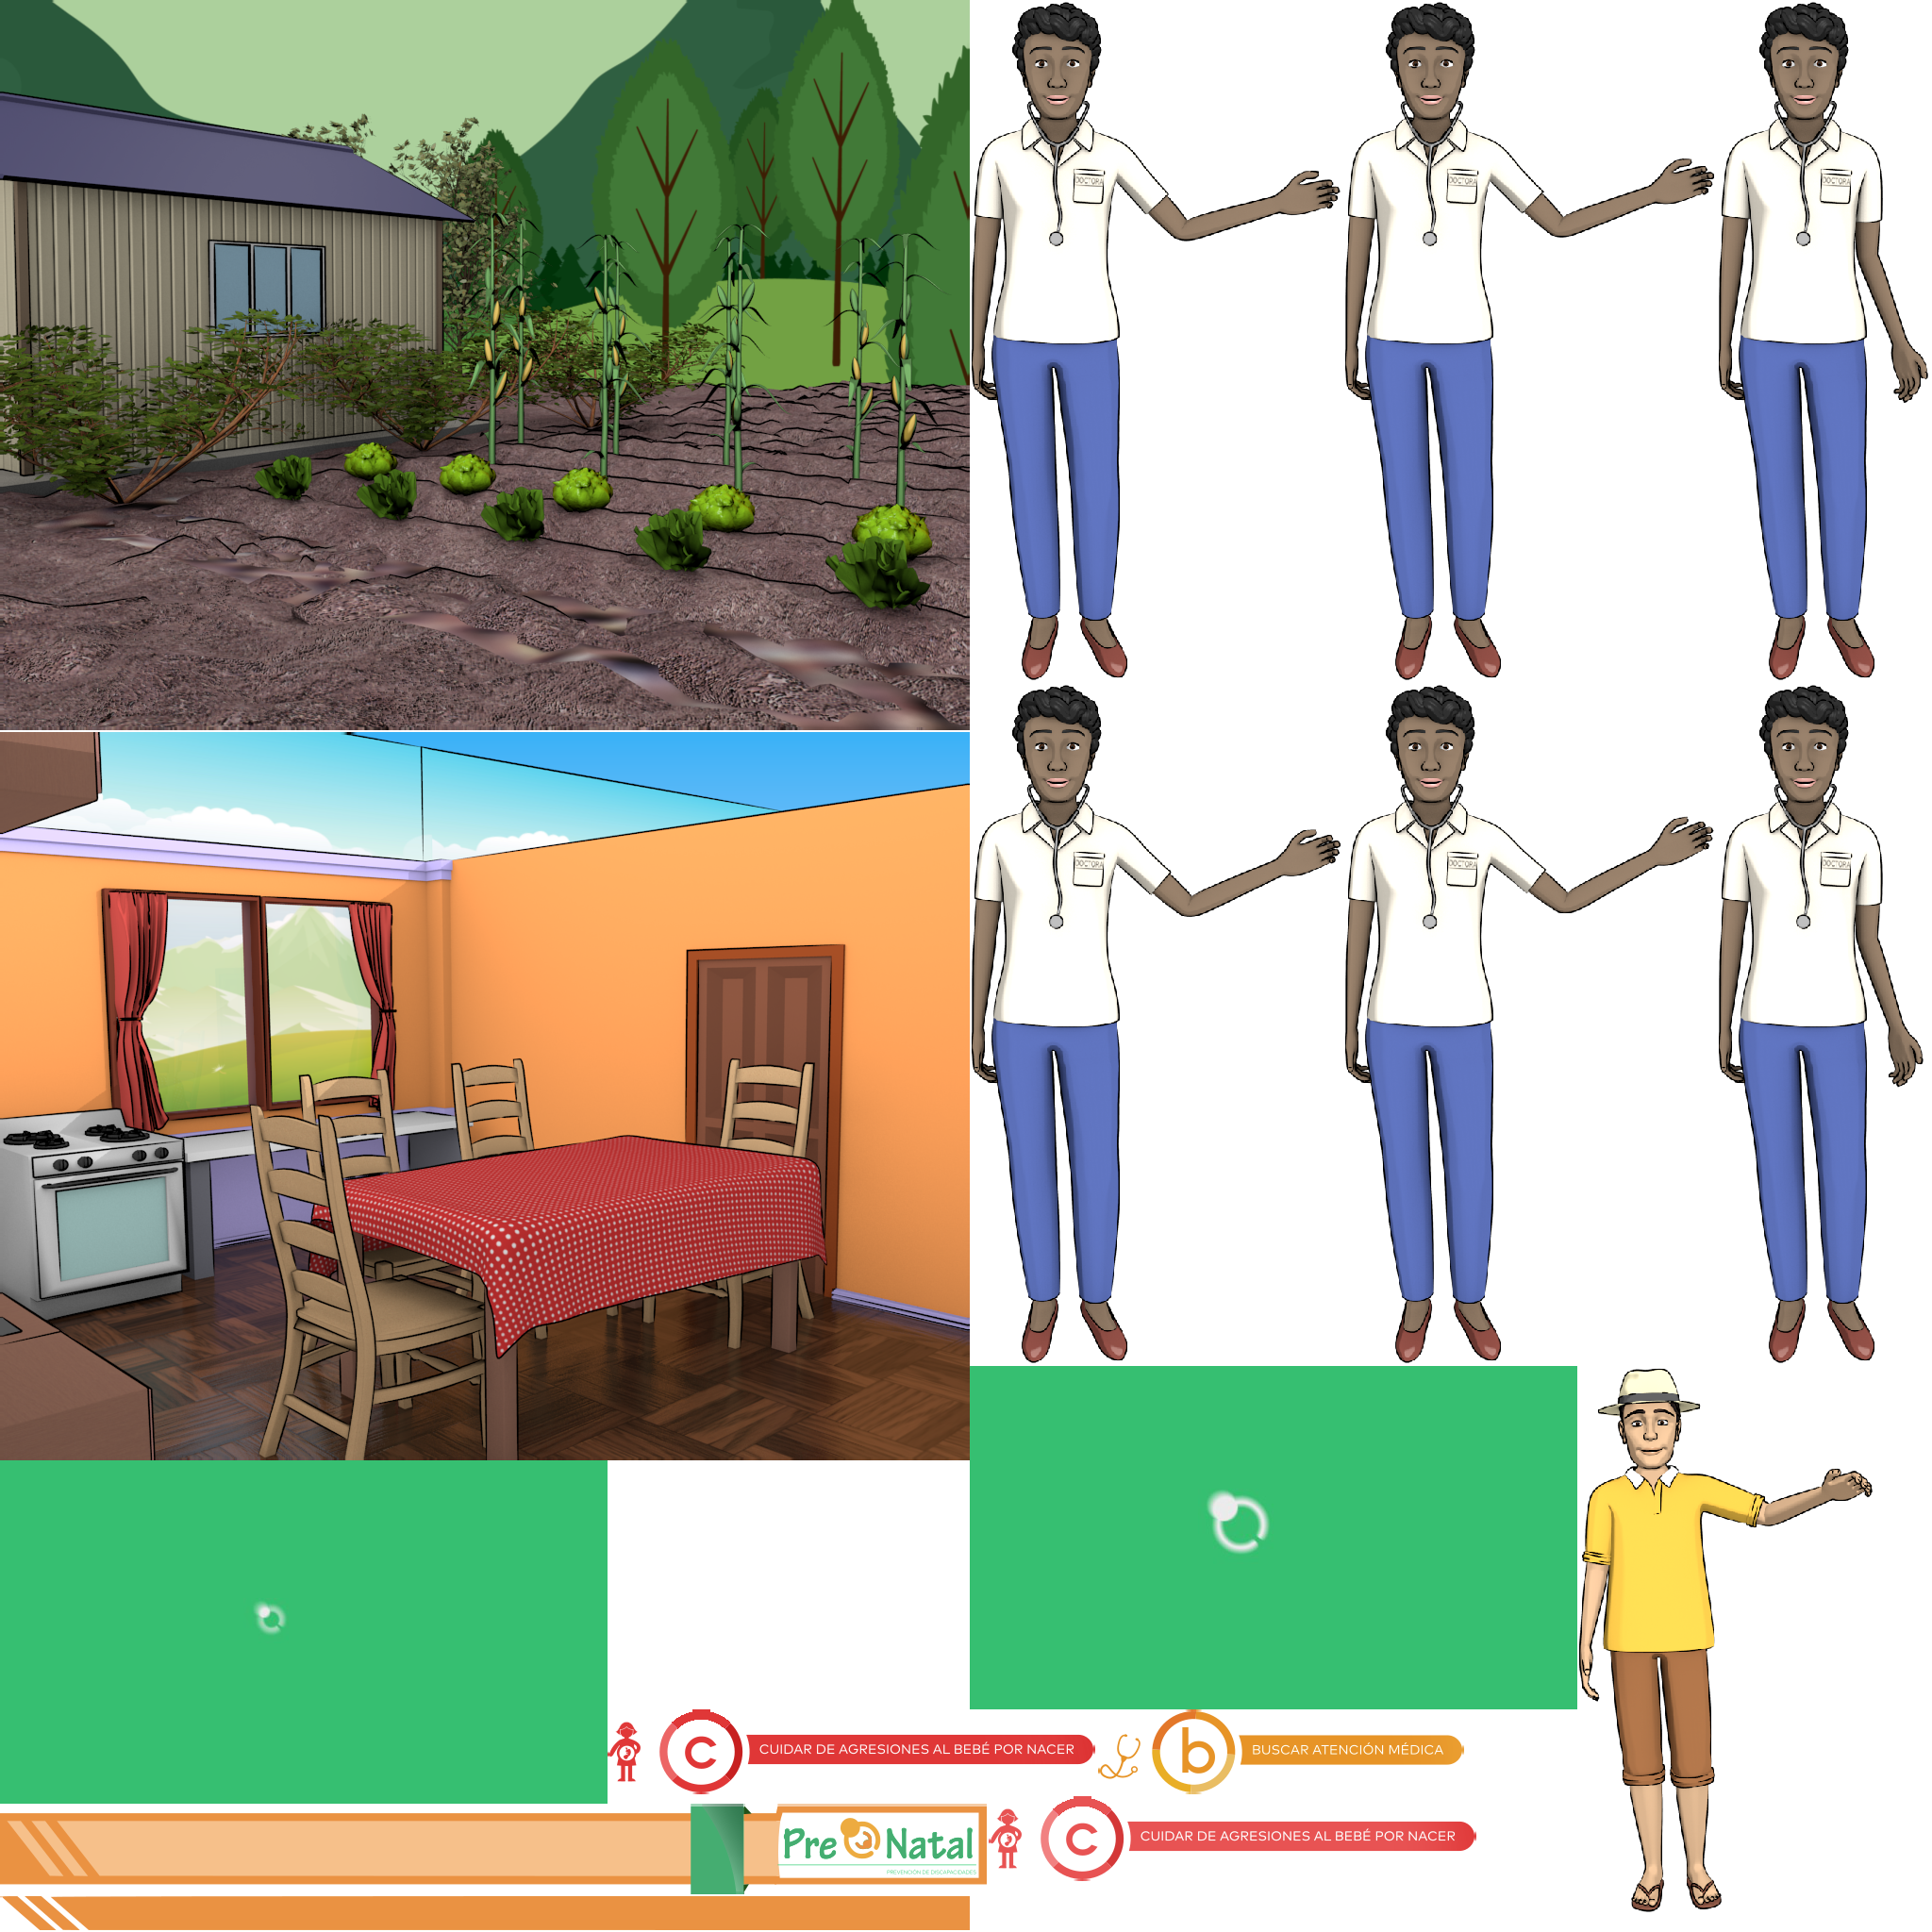 DOCTORA
DOCTORA
DOCTORA
DOCTORA
DOCTORA
DOCTORA
c CUIDAR DE AGRESIONES AL BEBÉ POR NACER
b BUSCAR ATENCIÓN MÉDICA
Pre Natal
PREVENCIÓN DE DISCAPACIDADES
c CUIDAR DE AGRESIONES AL BEBÉ POR NACER